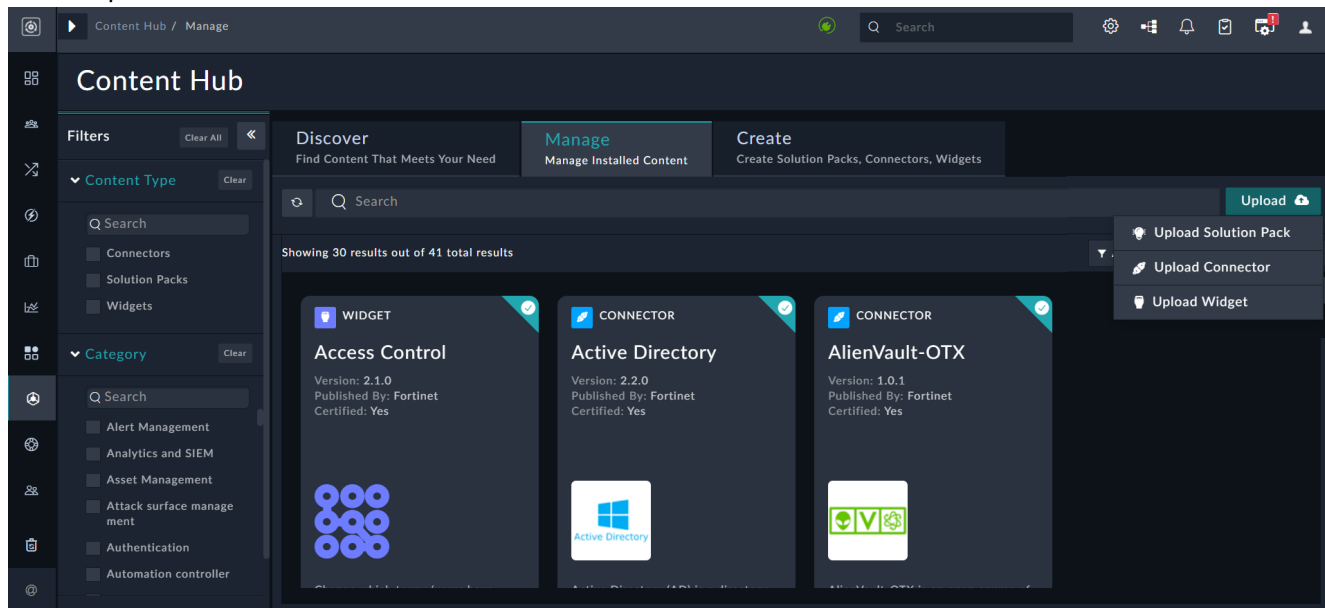 Content Hub / Manage
Search
Content Hub
Filters
Clear All
Discover
Find Content That Meets Your Need
Manage
Manage Installed Content
Create
Create Solution Packs, Connectors, Widgets
Content Type
Clear
Search
Upload
Search
Connectors
Solution Packs
Widgets
Showing 30 results out of 41 total results
Upload Solution Pack
Upload Connector
Upload Widget
Category
Clear
Search
Alert Management
Analytics and SIEM
Asset Management
Attack surface manage
ment
Authentication
Automation controller
WIDGET
Access Control
Version: 2.1.0
Published By: Fortinet
Certified: Yes
CONNECTOR
Active Directory
Version: 2.2.0
Published By: Fortinet
Certified: Yes
Active Directory
CONNECTOR
AlienVault-OTX
Version: 1.0.1
Published By: Fortinet
Certified: Yes
V
@